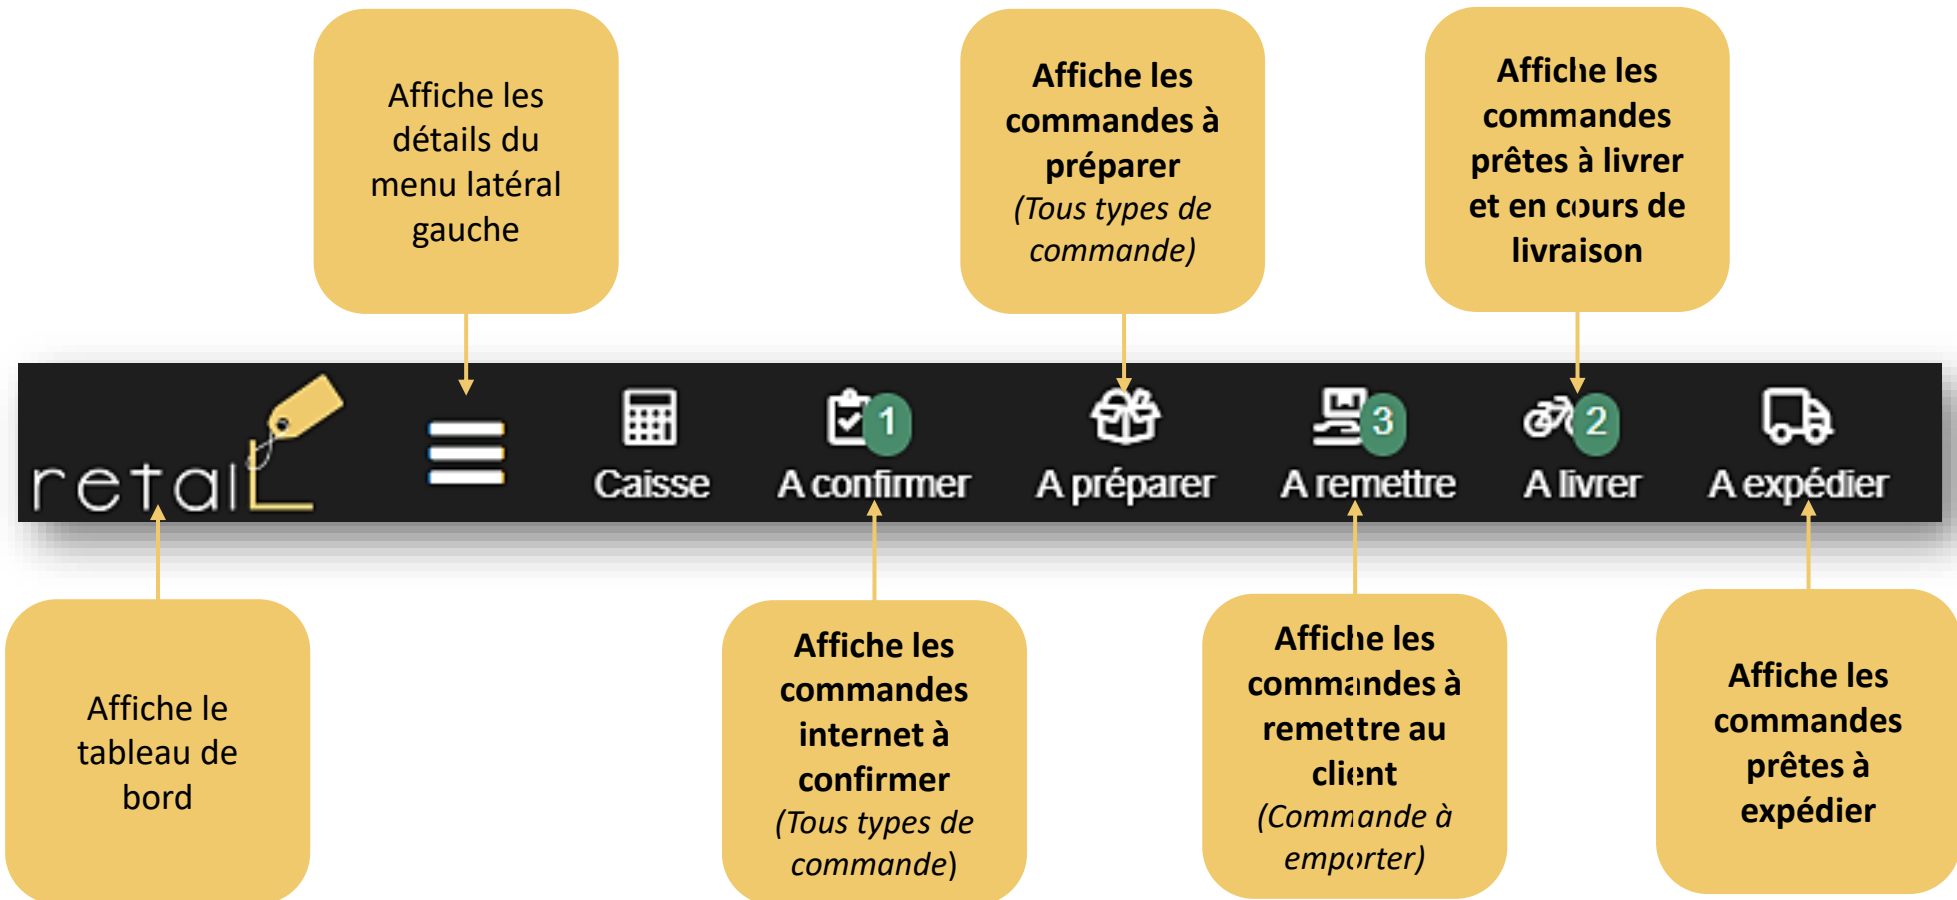 Affiche les
détails du
menu latéral
gauche
Affiche les
commandes à
préparer
(Tous types de
commande)
Affiche les
commandes
prêtes à livrer
et en cours de
livraison
retail
Caisse
1
A confirmer
A préparer
3
A remettre
2
A livrer
A expédier
Affiche le
tableau de
bord
Affiche les
commandes
internet à
confirmer
(Tous types de
commande)
Affiche les
commandes à
remettre au
client
(Commande à
emporter)
Affiche les
commandes
prêtes à
expédier